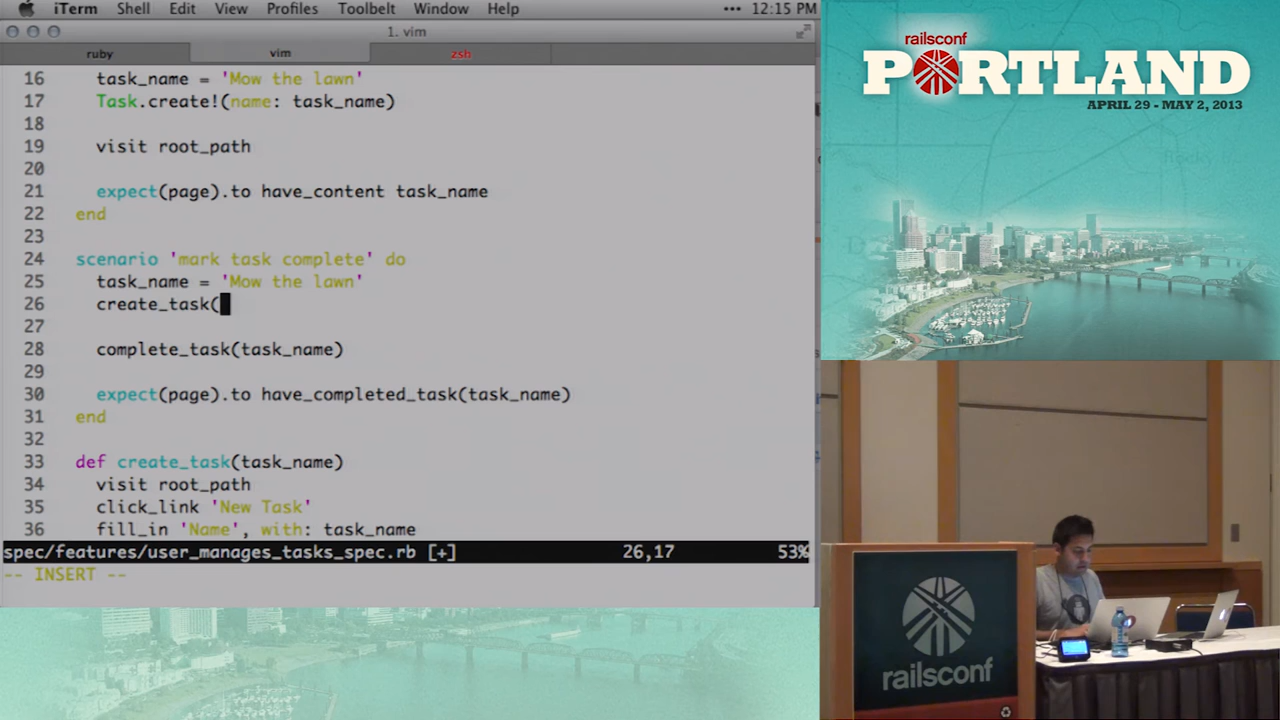 iTerm Shell Edit View Profiles Toolbelt Window Help ••• 12:15 PM
1. vim
ruby vim zsh
16 task_name = 'Mow the lawn'
17 Task.create!(name: task_name)
18
19 visit root_path
20
21 expect(page).to have_content task_name
22 end
23
24 scenario 'mark task complete' do
25 task_name = 'Mow the lawn'
26 create_task(
27
28 complete_task(task_name)
29
30 expect(page).to have_completed_task(task_name)
31 end
32
33 def create_task(task_name)
34 visit root_path
35 click_link 'New Task'
36 fill_in 'Name', with: task_name
spec/features/user_manages_tasks_spec.rb [+] 26,17 53%
-- INSERT --
railsconf
PORTLAND
APRIL 29 - MAY 2, 2013
railsconf